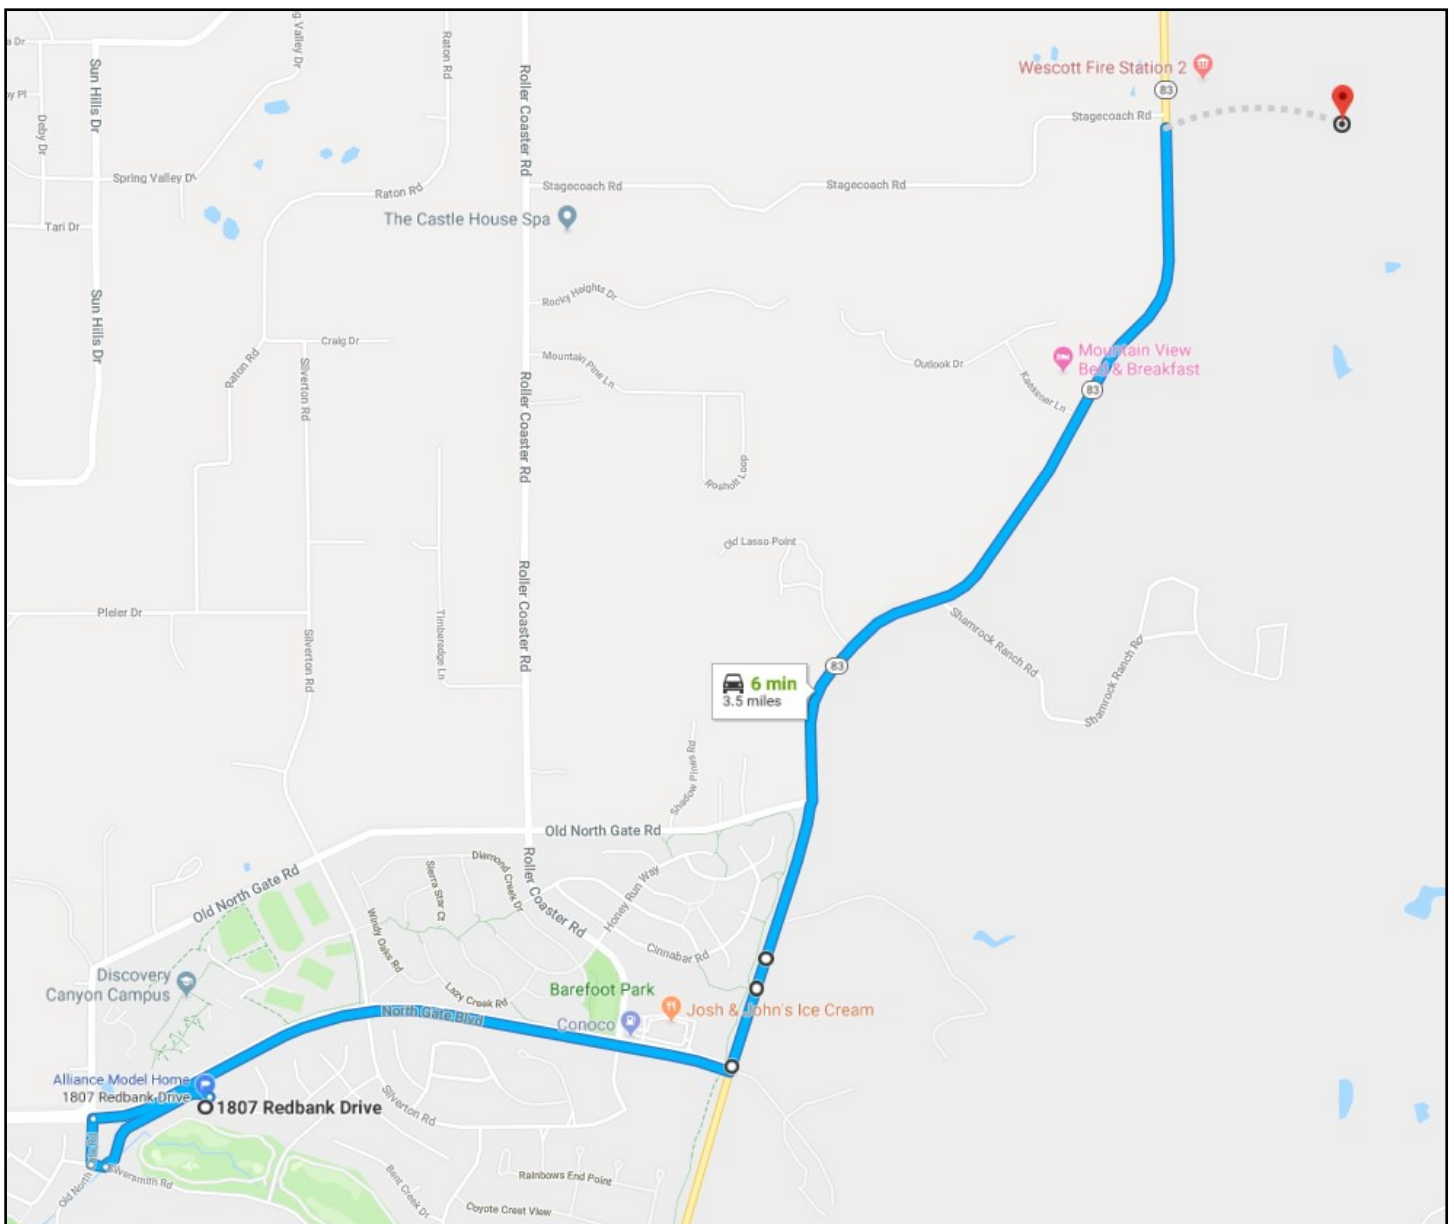 Wescott Fire Station 2
83
Stagecoach Rd
Raton Rd
Roller Coaster Rd
Sun Hills Dr
Deby Dr
Spring Valley Dr
Raton Rd
Stagecoach Rd
Stagecoach Rd
The Castle House Spa
Tari Dr
Sun Hills Dr
Rocky Heights Dr
Craig Dr
Raton Rd
Silverton Rd
Mountain Pine Ln
Roller Coaster Rd
Outlook Dr
Mountain View
Bed & Breakfast
Kaessner Ln
83
Rosholt Loop
Old Lasso Point
Pleier Dr
Silverton Rd
Timberedge Ln
Roller Coaster Rd
Shamrock Ranch Rd
Shamrock Ranch Rd
83
6 min
3.5 miles
Shadow Pines Rd
Old North Gate Rd
Old North Gate Rd
Sierra Star Ct
Diamond Creek Dr
Roller Coaster Rd
Honey Run Way
Windy Oaks Rd
Cinnabar Rd
Discovery
Canyon Campus
Lazy Creek Rd
Barefoot Park
North Gate Blvd
Conoco
Josh & John's Ice Cream
Alliance Model Home
1807 Redbank Drive
1807 Redbank Drive
Silverton Rd
Old North
Bent Creek Dr
Rainbows End Point
Coyote Crest View